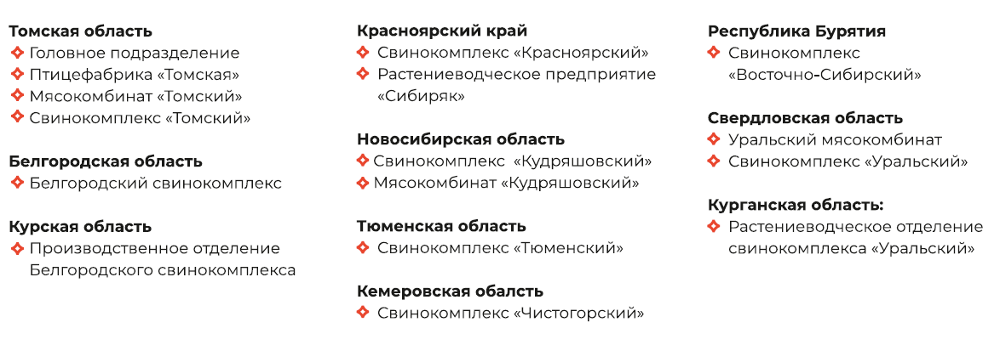 Томская область
Головное подразделение
Птицефабрика «Томская»
Мясокомбинат «Томский»
Свинокомплекс «Томский»
Белгородская область
Белгородский свинокомплекс
Курская область
Производственное отделение
Белгородского свинокомплекса
Красноярский край
Свинокомплекс «Красноярский»
Растениеводческое предприятие
«Сибиряк»
Новосибирская область
Свинокомплекс «Кудряшовский»
Мясокомбинат «Кудряшовский»
Тюменская область
Свинокомплекс «Тюменский»
Кемеровская обалсть
Свинокомплекс «Чистогорский»
Республика Бурятия
Свинокомплекс
«Восточно-Сибирский»
Свердловская область
Уральский мясокомбинат
Свинокомплекс «Уральский»
Курганская область:
Растениеводческое отделение
свинокомплекса «Уральский»